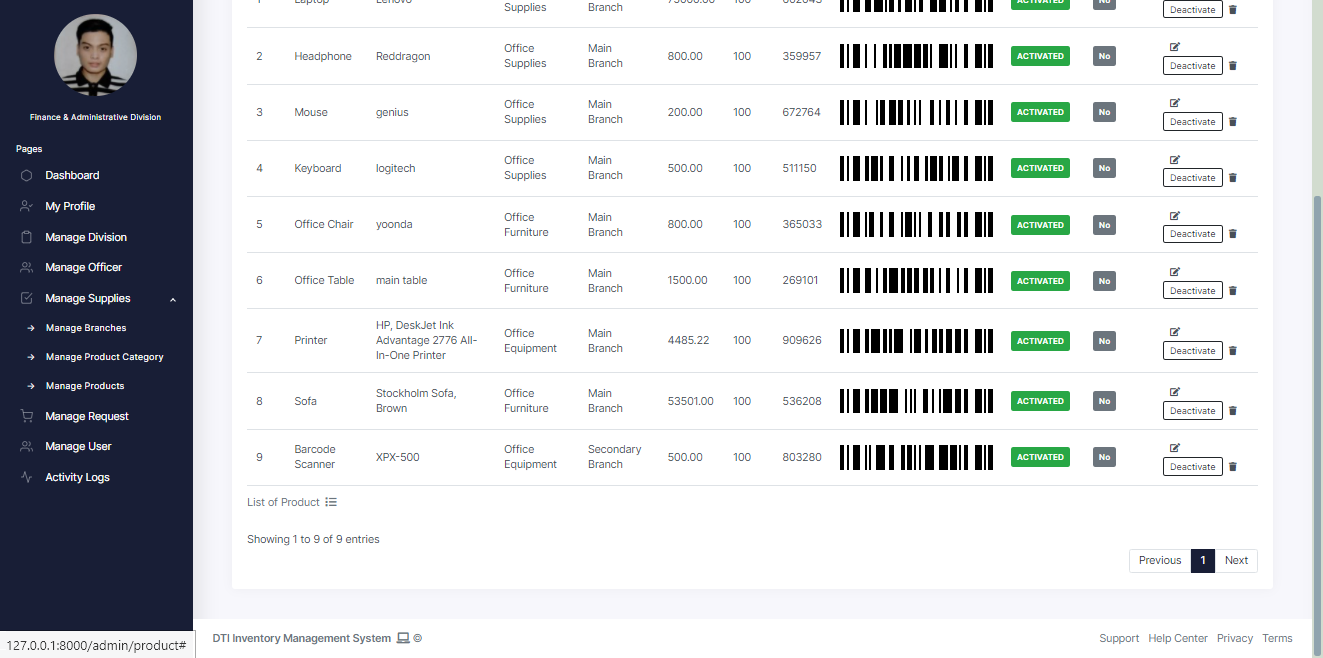 1 Laptop Lenovo Supplies Branch 75000.00 100 ACTIVATED No Deactivate
2 Headphone Reddragon Office Supplies Main Branch 800.00 100 359957 ACTIVATED No Deactivate
3 Mouse genius Office Supplies Main Branch 200.00 100 672764 ACTIVATED No Deactivate
4 Keyboard logitech Office Supplies Main Branch 500.00 100 511150 ACTIVATED No Deactivate
5 Office Chair yoonda Office Furniture Main Branch 800.00 100 365033 ACTIVATED No Deactivate
6 Office Table main table Office Furniture Main Branch 1500.00 100 269101 ACTIVATED No Deactivate
7 Printer HP, DeskJet Ink Advantage 2776 All-In-One Printer Office Equipment Main Branch 4485.22 100 909626 ACTIVATED No Deactivate
8 Sofa Stockholm Sofa, Brown Office Furniture Main Branch 53501.00 100 536208 ACTIVATED No Deactivate
9 Barcode Scanner XPX-500 Office Equipment Secondary Branch 500.00 100 803280 ACTIVATED No Deactivate
List of Product
Showing 1 to 9 of 9 entries
Previous 1 Next
Finance & Administrative Division
Pages
Dashboard
My Profile
Manage Division
Manage Officer
Manage Supplies
Manage Branches
Manage Product Category
Manage Products
Manage Request
Manage User
Activity Logs
127.0.0.1:8000/admin/product#
DTI Inventory Management System ©
Support Help Center Privacy Terms